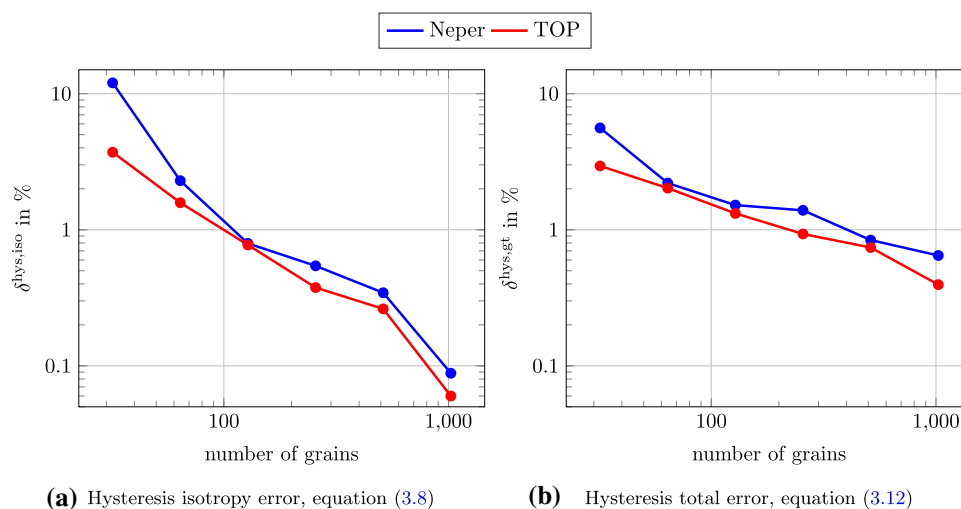 Neper TOP
10
1
0.1
100
1,000
δ^hys,iso in %
number of grains
(a) Hysteresis isotropy error, equation (3.8)
10
1
0.1
100
1,000
δ^hys,gt in %
number of grains
(b) Hysteresis total error, equation (3.12)